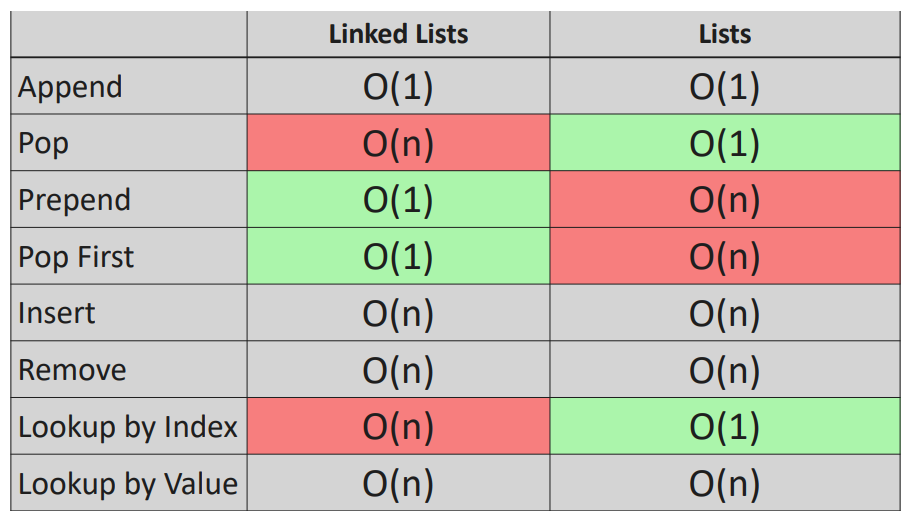 Linked Lists Lists
Append O(1) O(1)
Pop O(n) O(1)
Prepend O(1) O(n)
Pop First O(1) O(n)
Insert O(n) O(n)
Remove O(n) O(n)
Lookup by Index O(n) O(1)
Lookup by Value O(n) O(n)